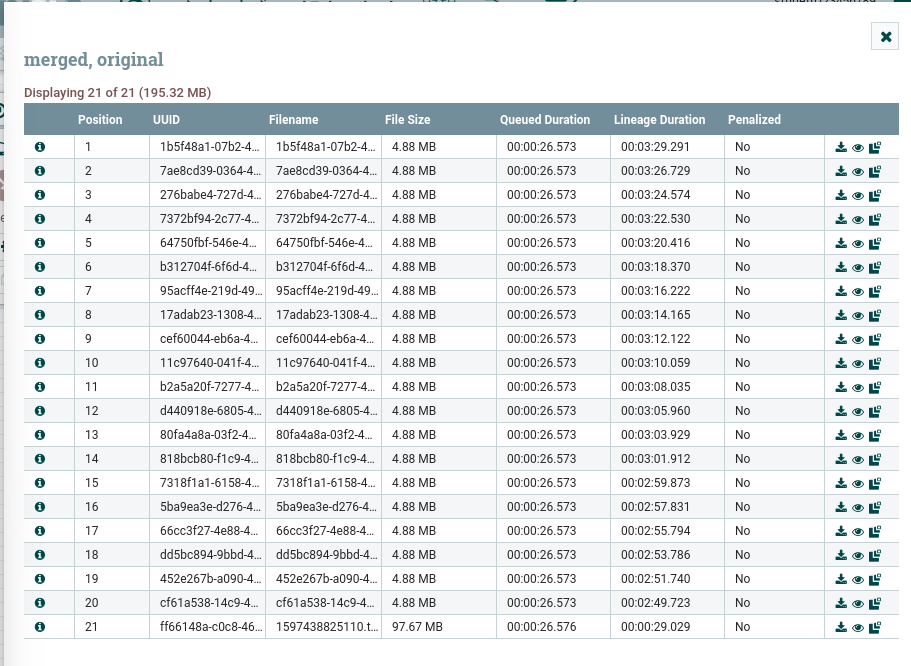 merged, original
Displaying 21 of 21 (195.32 MB)
Position UUID Filename File Size Queued Duration Lineage Duration Penalized
1 1b5f48a1-07b2-4... 1b5f48a1-07b2-4... 4.88 MB 00:00:26.573 00:03:29.291 No
2 7ae8cd39-0364-4... 7ae8cd39-0364-4... 4.88 MB 00:00:26.573 00:03:26.729 No
3 276babe4-727d-4... 276babe4-727d-4... 4.88 MB 00:00:26.573 00:03:24.574 No
4 7372bf94-2c77-4... 7372bf94-2c77-4... 4.88 MB 00:00:26.573 00:03:22.530 No
5 64750fbf-546e-4... 64750fbf-546e-4... 4.88 MB 00:00:26.573 00:03:20.416 No
6 b312704f-6f6d-4... b312704f-6f6d-4... 4.88 MB 00:00:26.573 00:03:18.370 No
7 95acff4e-219d-49... 95acff4e-219d-49... 4.88 MB 00:00:26.573 00:03:16.222 No
8 17adab23-1308-4... 17adab23-1308-4... 4.88 MB 00:00:26.573 00:03:14.165 No
9 cef60044-eb6a-4... cef60044-eb6a-4... 4.88 MB 00:00:26.573 00:03:12.122 No
10 11c97640-041f-4... 11c97640-041f-4... 4.88 MB 00:00:26.573 00:03:10.059 No
11 b2a5a20f-7277-4... b2a5a20f-7277-4... 4.88 MB 00:00:26.573 00:03:08.035 No
12 d440918e-6805-4... d440918e-6805-4... 4.88 MB 00:00:26.573 00:03:05.960 No
13 80fa4a8a-03f2-4... 80fa4a8a-03f2-4... 4.88 MB 00:00:26.573 00:03:03.929 No
14 818bcb80-f1c9-4... 818bcb80-f1c9-4... 4.88 MB 00:00:26.573 00:03:01.912 No
15 7318f1a1-6158-4... 7318f1a1-6158-4... 4.88 MB 00:00:26.573 00:02:59.873 No
16 5ba9ea3e-d276-4... 5ba9ea3e-d276-4... 4.88 MB 00:00:26.573 00:02:57.831 No
17 66cc3f27-4e88-4... 66cc3f27-4e88-4... 4.88 MB 00:00:26.573 00:02:55.794 No
18 dd5bc894-9bbd-4... dd5bc894-9bbd-4... 4.88 MB 00:00:26.573 00:02:53.786 No
19 452e267b-a090-4... 452e267b-a090-4... 4.88 MB 00:00:26.573 00:02:51.740 No
20 cf61a538-14c9-4... cf61a538-14c9-4... 4.88 MB 00:00:26.573 00:02:49.723 No
21 ff66148a-c0c8-46... 1597438825110.t... 97.67 MB 00:00:26.576 00:00:29.029 No